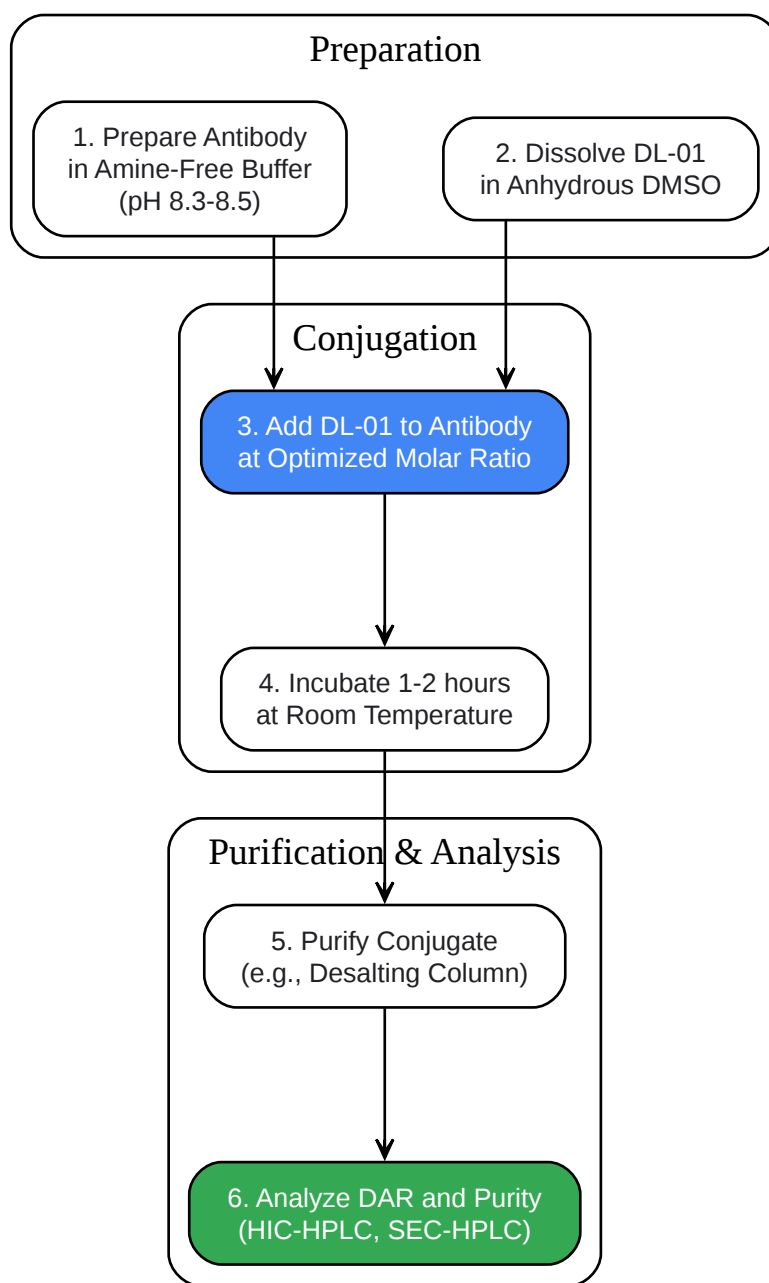 Preparation
1. Prepare Antibody
in Amine-Free Buffer
(pH 8.3-8.5)
2. Dissolve DL-01
in Anhydrous DMSO
Conjugation
3. Add DL-01 to Antibody
at Optimized Molar Ratio
4. Incubate 1-2 hours
at Room Temperature
Purification & Analysis
5. Purify Conjugate
(e.g., Desalting Column)
6. Analyze DAR and Purity
(HIC-HPLC, SEC-HPLC)